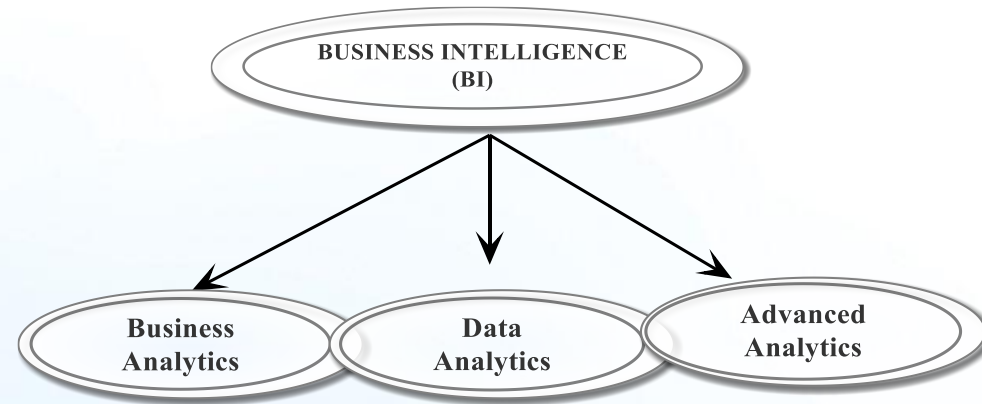 BUSINESS INTELLIGENCE
(BI)
Business
Analytics
Data
Analytics
Advanced
Analytics